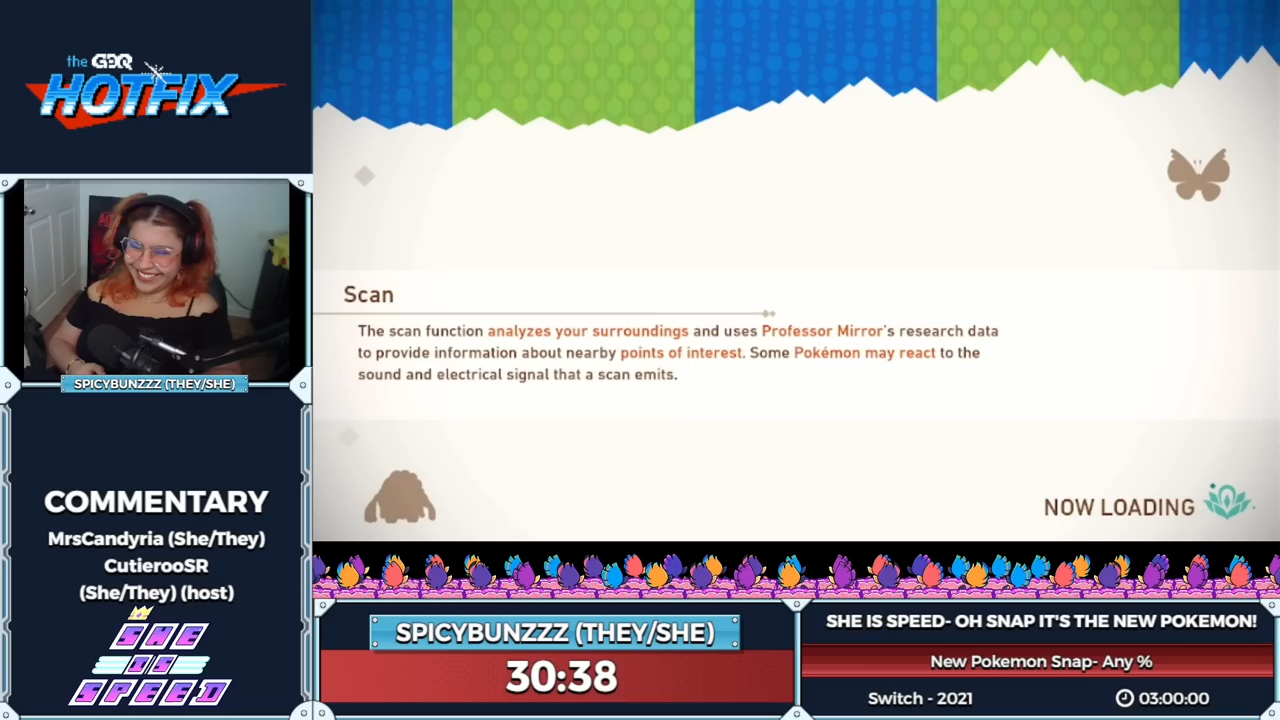 the GDQ
HOTFIX
SPICYBUNZZZ (THEY/SHE)
COMMENTARY
MrsCandyria (She/They)
CutierooSR
(She/They) (host)
SHE
IS
SPEED
Scan
The scan function analyzes your surroundings and uses Professor Mirror's research data
to provide information about nearby points of interest. Some Pokémon may react to the
sound and electrical signal that a scan emits.
NOW LOADING
SPICYBUNZZZ (THEY/SHE)
30:38
SHE IS SPEED- OH SNAP IT'S THE NEW POKEMON!
New Pokemon Snap- Any %
Switch - 2021
03:00:00